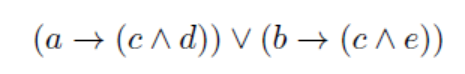 (a → (c ∧ d)) ∨ (b → (c ∧ e))